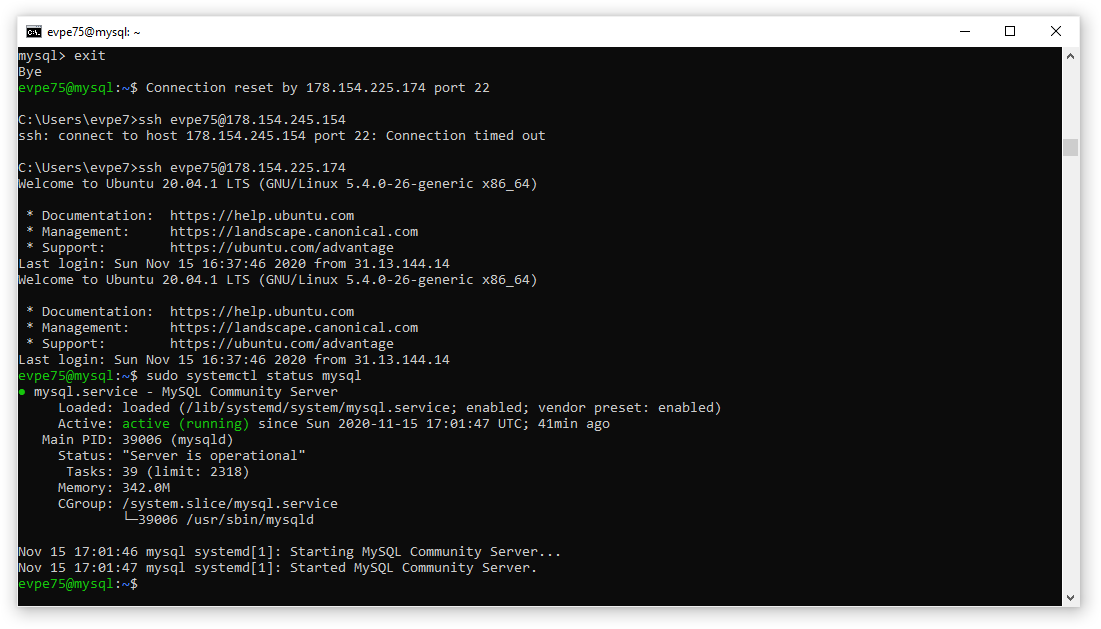 evpe75@mysql: ~
mysql> exit
Bye
evpe75@mysql:~$ Connection reset by 178.154.225.174 port 22
C:\Users\evpe7>ssh evpe75@178.154.245.154
ssh: connect to host 178.154.245.154 port 22: Connection timed out
C:\Users\evpe7>ssh evpe75@178.154.225.174
Welcome to Ubuntu 20.04.1 LTS (GNU/Linux 5.4.0-26-generic x86_64)
* Documentation:  https://help.ubuntu.com
* Management:     https://landscape.canonical.com
* Support:        https://ubuntu.com/advantage
Last login: Sun Nov 15 16:37:46 2020 from 31.13.144.14
Welcome to Ubuntu 20.04.1 LTS (GNU/Linux 5.4.0-26-generic x86_64)
* Documentation:  https://help.ubuntu.com
* Management:     https://landscape.canonical.com
* Support:        https://ubuntu.com/advantage
Last login: Sun Nov 15 16:37:46 2020 from 31.13.144.14
evpe75@mysql:~$ sudo systemctl status mysql
● mysql.service - MySQL Community Server
Loaded: loaded (/lib/systemd/system/mysql.service; enabled; vendor preset: enabled)
Active: active (running) since Sun 2020-11-15 17:01:47 UTC; 41min ago
Main PID: 39006 (mysqld)
Status: "Server is operational"
Tasks: 39 (limit: 2318)
Memory: 342.0M
CGroup: /system.slice/mysql.service
└─39006 /usr/sbin/mysqld
Nov 15 17:01:46 mysql systemd[1]: Starting MySQL Community Server...
Nov 15 17:01:47 mysql systemd[1]: Started MySQL Community Server.
evpe75@mysql:~$